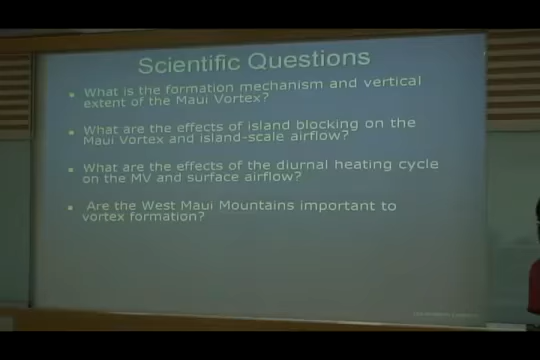 Scientific Questions
What is the formation mechanism and vertical
extent of the Maui Vortex?
What are the effects of island blocking on the
Maui Vortex and island-scale airflow?
What are the effects of the diurnal heating cycle
on the MV and surface airflow?
Are the West Maui Mountains important to
vortex formation?